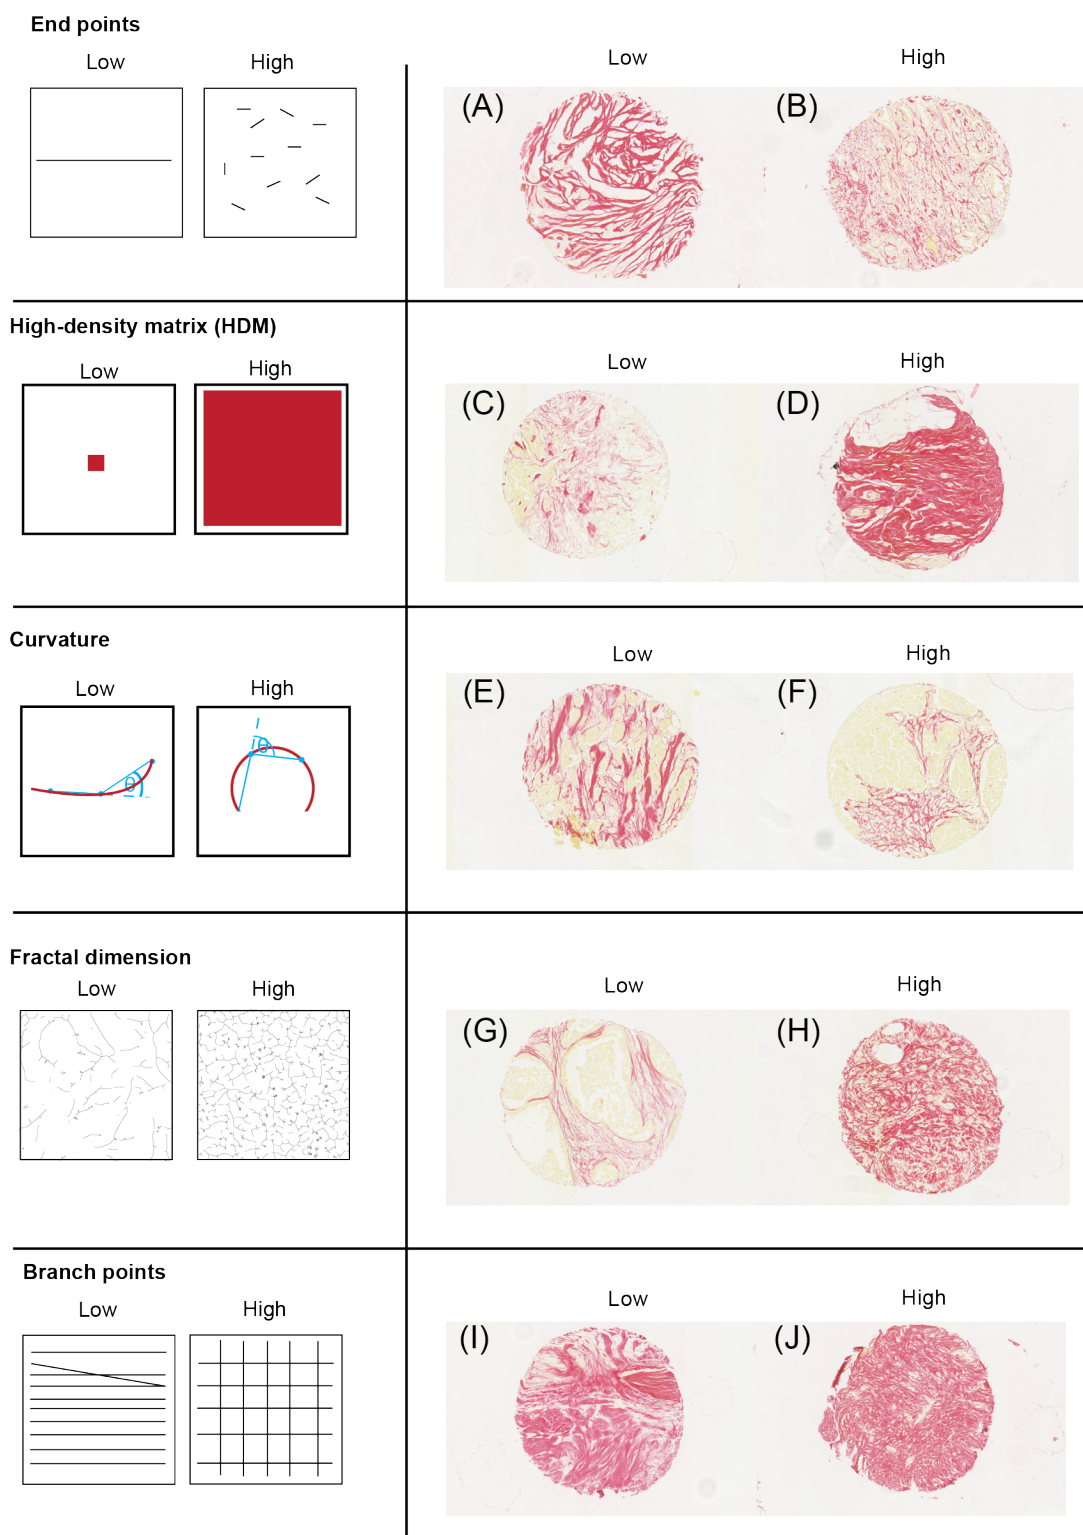 End points
Low
High
Low
High
(A)
(B)
High-density matrix (HDM)
Low
High
Low
High
(C)
(D)
Curvature
Low
High
Low
High
θ
θ
(E)
(F)
Fractal dimension
Low
High
Low
High
(G)
(H)
Branch points
Low
High
Low
High
(I)
(J)